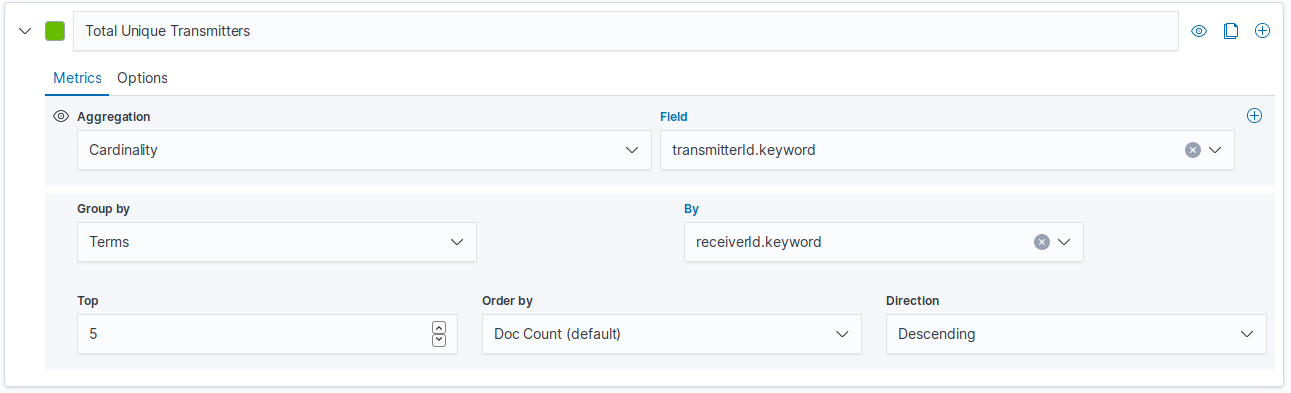 Total Unique Transmitters
Metrics Options
Aggregation Field
Cardinality transmitterId.keyword
Group by By
Terms receiverId.keyword
Top Order by Direction
5 Doc Count (default) Descending